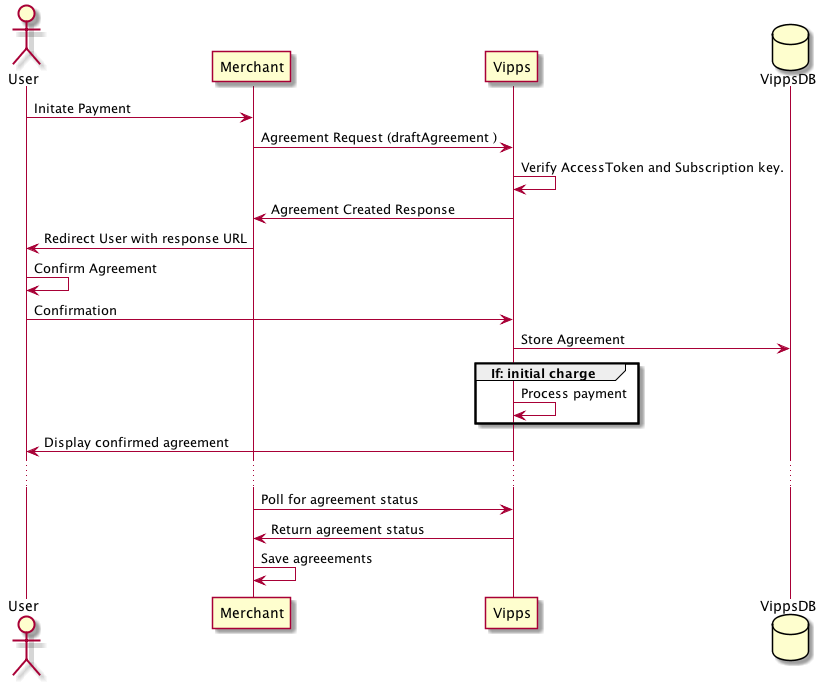 User
Merchant
Vipps
VippsDB
Initate Payment
Agreement Request (draftAgreement )
Verify AccessToken and Subscription key.
Agreement Created Response
Redirect User with response URL
Confirm Agreement
Confirmation
Store Agreement
If: initial charge
Process payment
Display confirmed agreement
Poll for agreement status
Return agreement status
Save agreeements
User
Merchant
Vipps
VippsDB